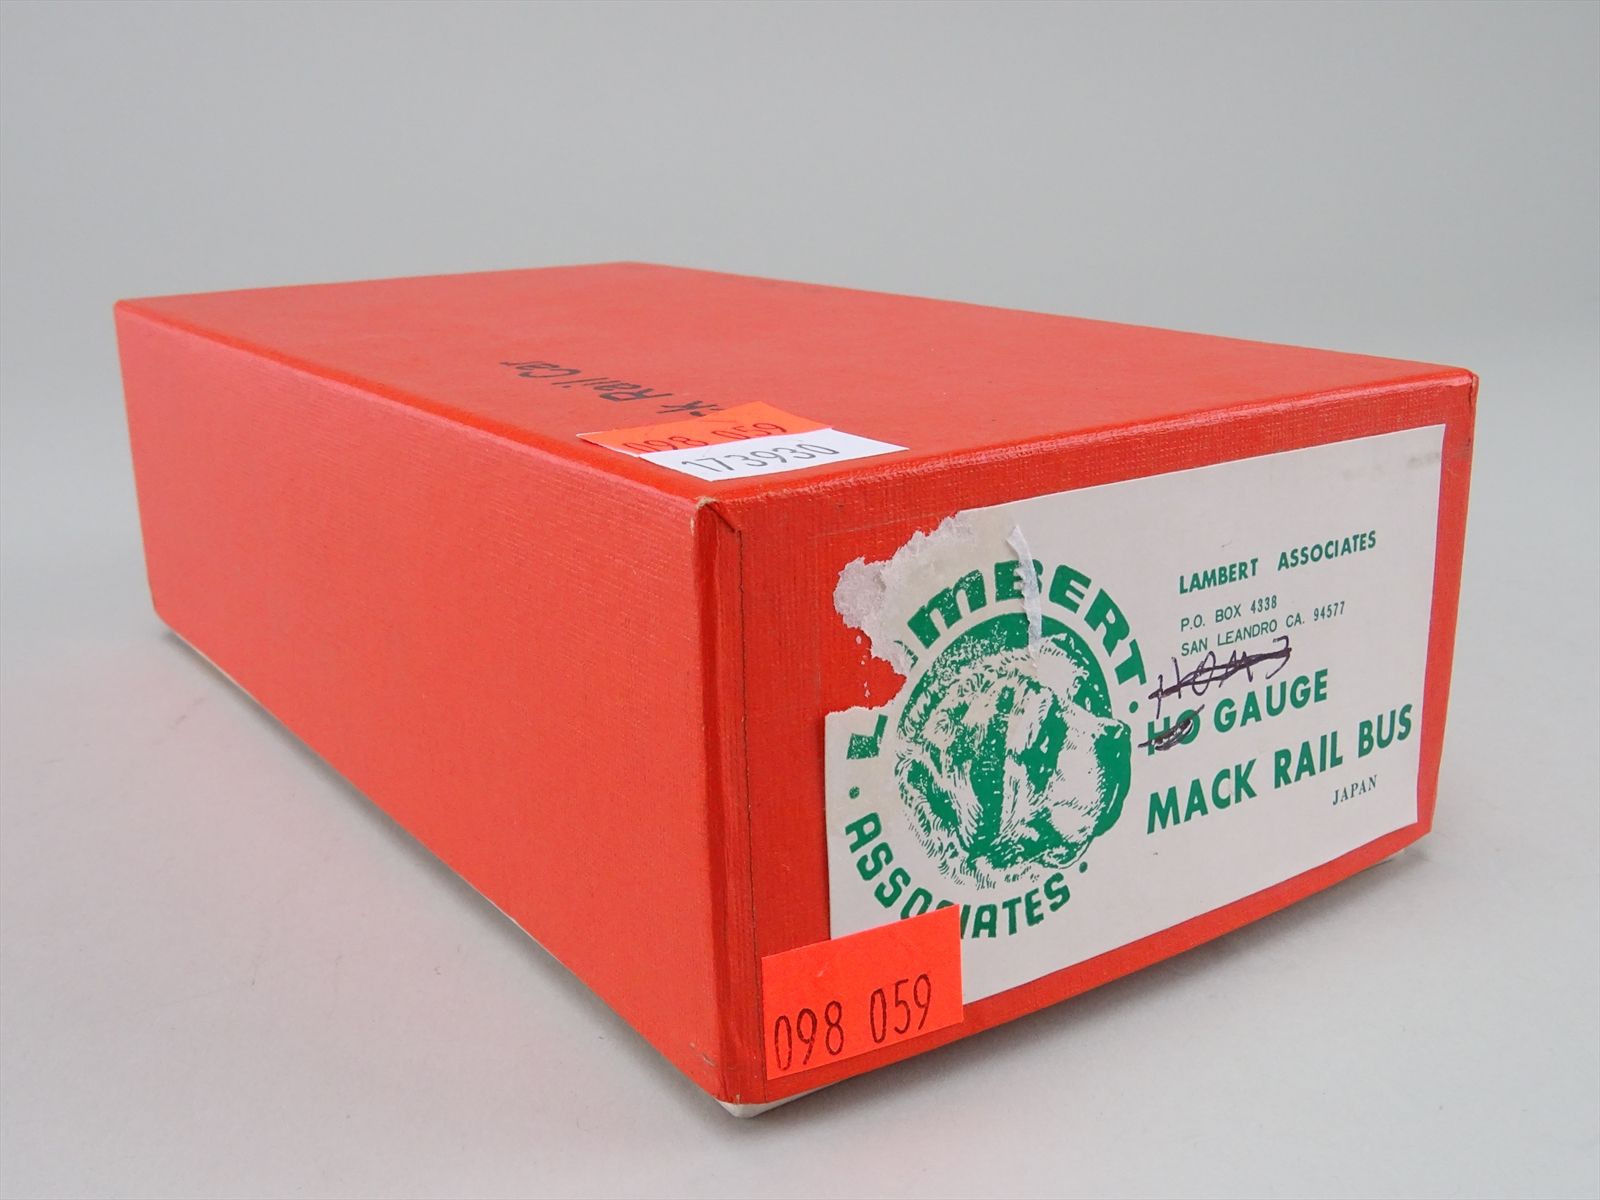 Rail Car
098 059
173930
LAMBERT
ASSOCIATES
LAMBERT ASSOCIATES
P.O. BOX 4338
SAN LEANDRO CA. 94577
HO GAUGE
MACK RAIL BUS
JAPAN
098 059